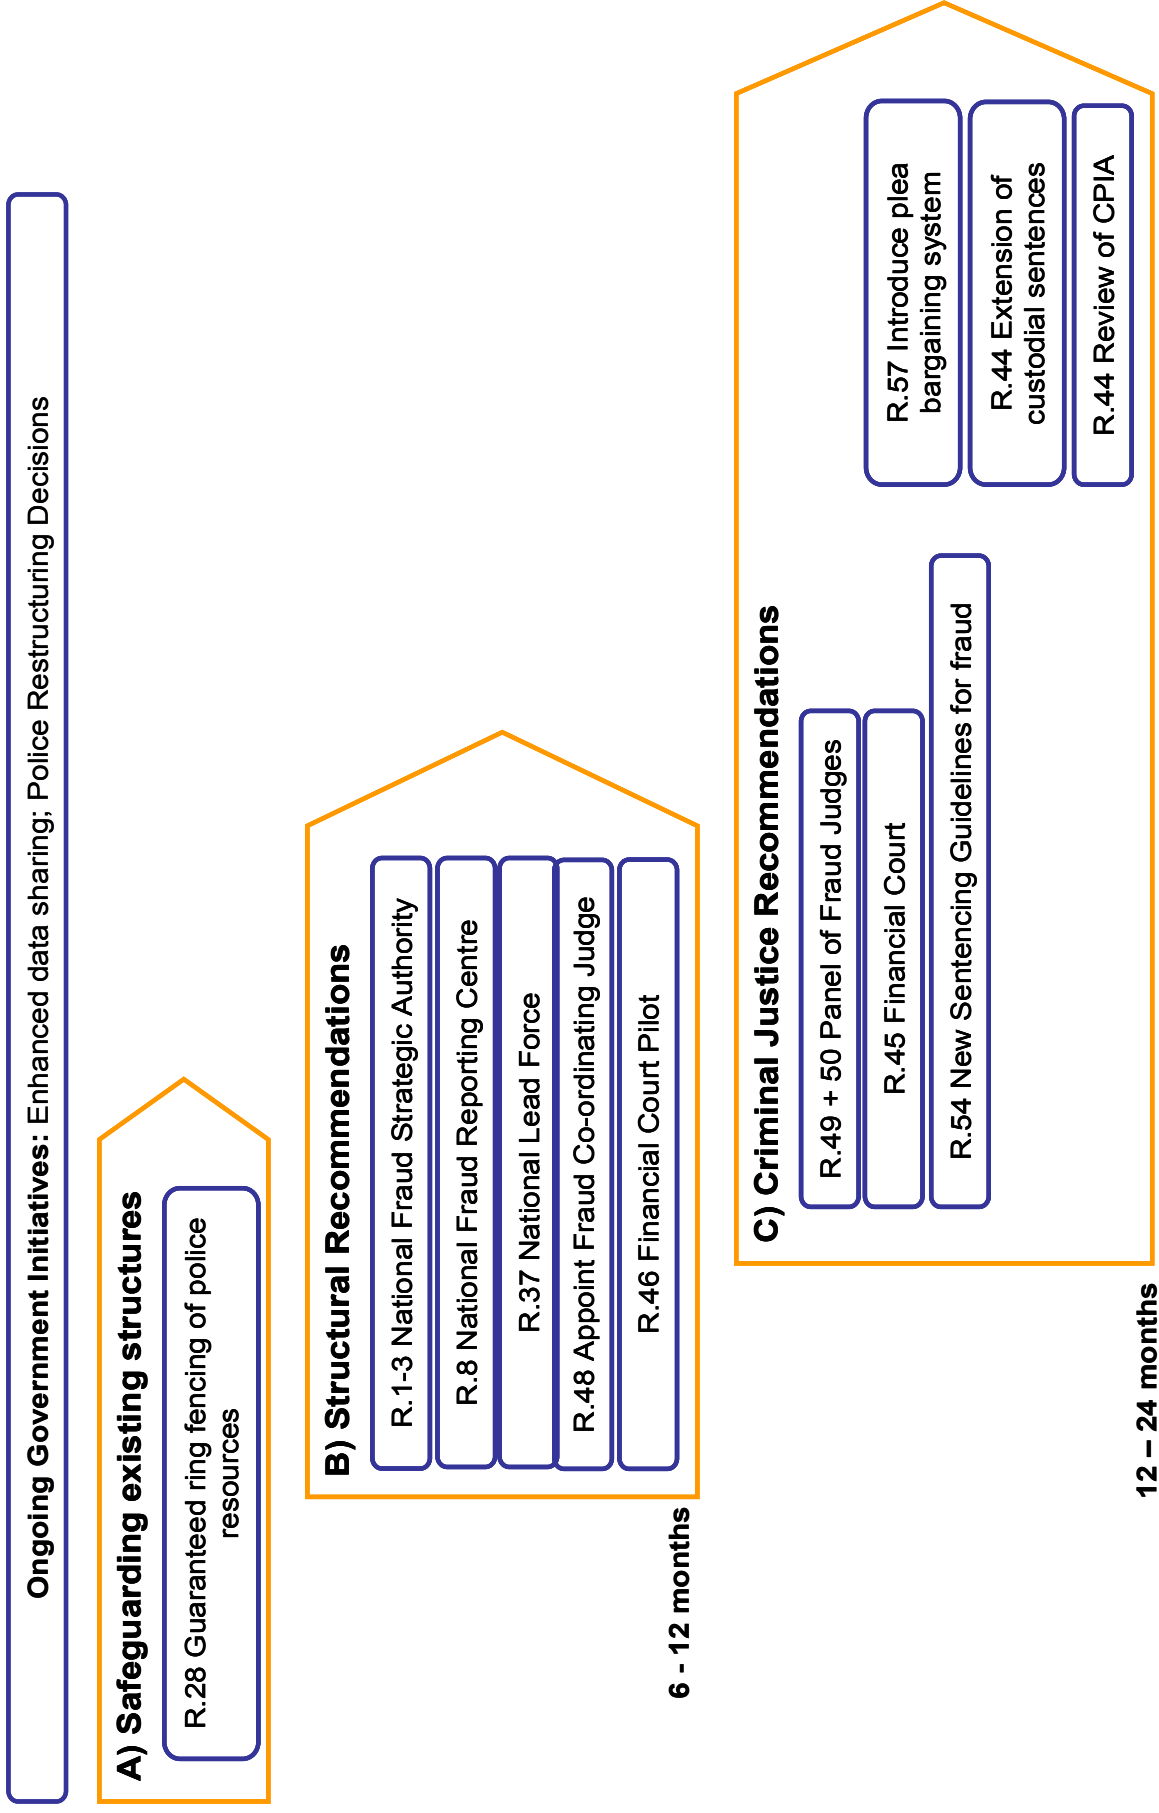 Ongoing Government Initiatives: Enhanced data sharing; Police Restructuring Decisions
A) Safeguarding existing structures
R.28 Guaranteed ring fencing of police
resources
B) Structural Recommendations
R.1-3 National Fraud Strategic Authority
R.8 National Fraud Reporting Centre
R.37 National Lead Force
R.48 Appoint Fraud Co-ordinating Judge
R.46 Financial Court Pilot
6 - 12 months
C) Criminal Justice Recommendations
R.49 + 50 Panel of Fraud Judges
R.45 Financial Court
R.54 New Sentencing Guidelines for fraud
R.57 Introduce plea
bargaining system
R.44 Extension of
custodial sentences
R.44 Review of CPIA
12 – 24 months